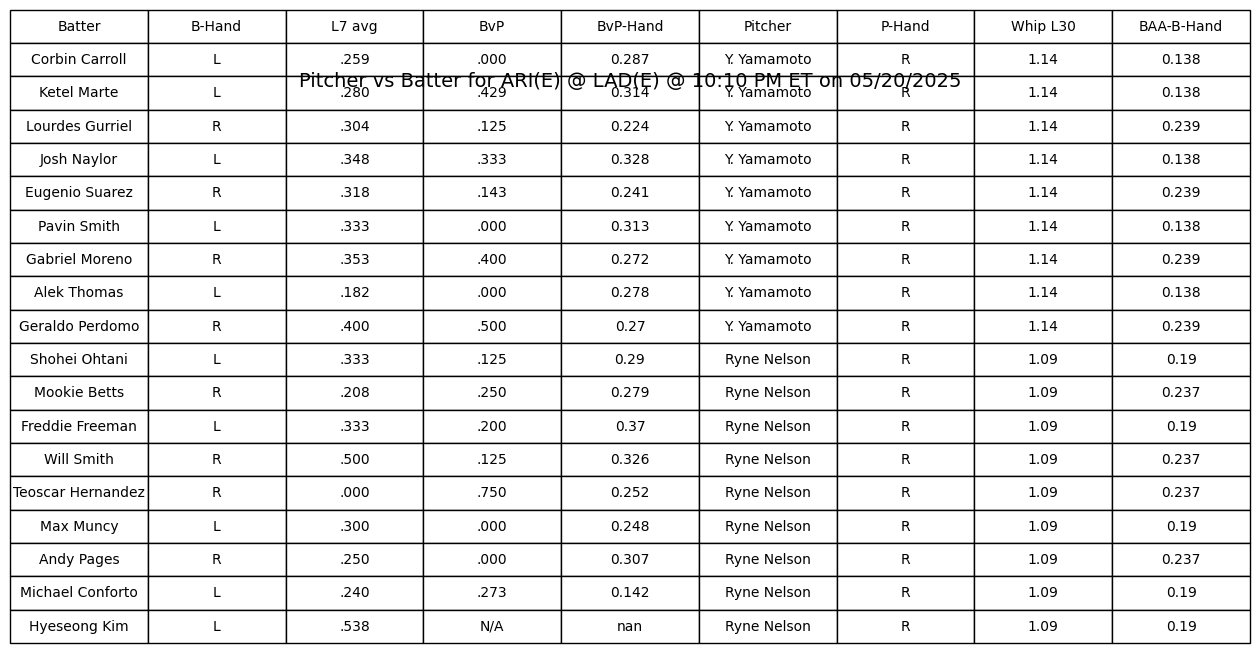 Batter B-Hand L7 avg BvP BvP-Hand Pitcher P-Hand Whip L30 BAA-B-Hand
Corbin Carroll L .259 .000 0.287 Y. Yamamoto R 1.14 0.138
Pitcher vs Batter for ARI(E) @ LAD(E) @ 10:10 PM ET on 05/20/2025
Ketel Marte L .280 .429 0.314 Y. Yamamoto R 1.14 0.138
Lourdes Gurriel R .304 .125 0.224 Y. Yamamoto R 1.14 0.239
Josh Naylor L .348 .333 0.328 Y. Yamamoto R 1.14 0.138
Eugenio Suarez R .318 .143 0.241 Y. Yamamoto R 1.14 0.239
Pavin Smith L .333 .000 0.313 Y. Yamamoto R 1.14 0.138
Gabriel Moreno R .353 .400 0.272 Y. Yamamoto R 1.14 0.239
Alek Thomas L .182 .000 0.278 Y. Yamamoto R 1.14 0.138
Geraldo Perdomo R .400 .500 0.27 Y. Yamamoto R 1.14 0.239
Shohei Ohtani L .333 .125 0.29 Ryne Nelson R 1.09 0.19
Mookie Betts R .208 .250 0.279 Ryne Nelson R 1.09 0.237
Freddie Freeman L .333 .200 0.37 Ryne Nelson R 1.09 0.19
Will Smith R .500 .125 0.326 Ryne Nelson R 1.09 0.237
Teoscar Hernandez R .000 .750 0.252 Ryne Nelson R 1.09 0.237
Max Muncy L .300 .000 0.248 Ryne Nelson R 1.09 0.19
Andy Pages R .250 .000 0.307 Ryne Nelson R 1.09 0.237
Michael Conforto L .240 .273 0.142 Ryne Nelson R 1.09 0.19
Hyeseong Kim L .538 N/A nan Ryne Nelson R 1.09 0.19